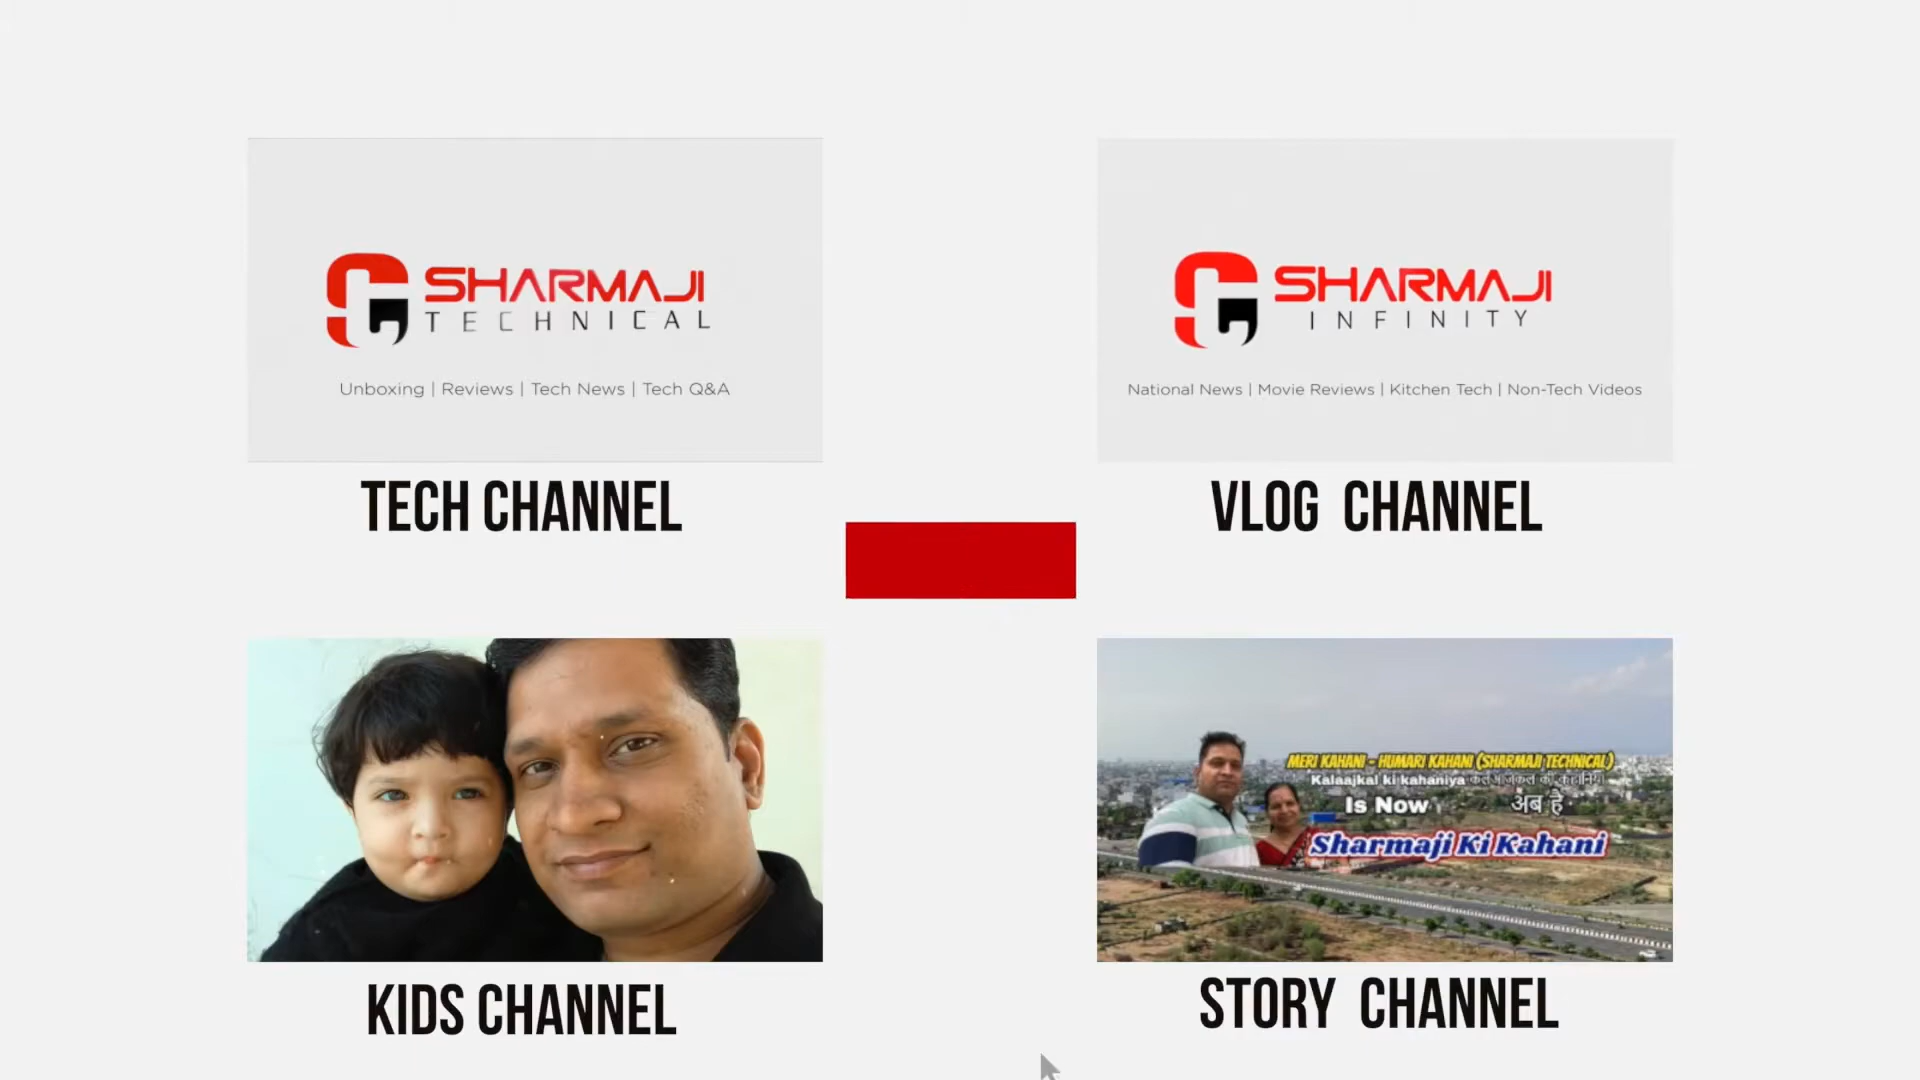 SHARMAJI
TECHNICAL
Unboxing | Reviews | Tech News | Tech Q&A
TECH CHANNEL
SHARMAJI
INFINITY
National News | Movie Reviews | Kitchen Tech | Non-Tech Videos
VLOG CHANNEL
KIDS CHANNEL
MERI KAHANI - HUMARI KAHANI (SHARMAJI TECHNICAL)
Kalaajkal ki kahaniya कलआजकल की कहानियां
Is Now अब है
Sharmaji Ki Kahani
STORY CHANNEL